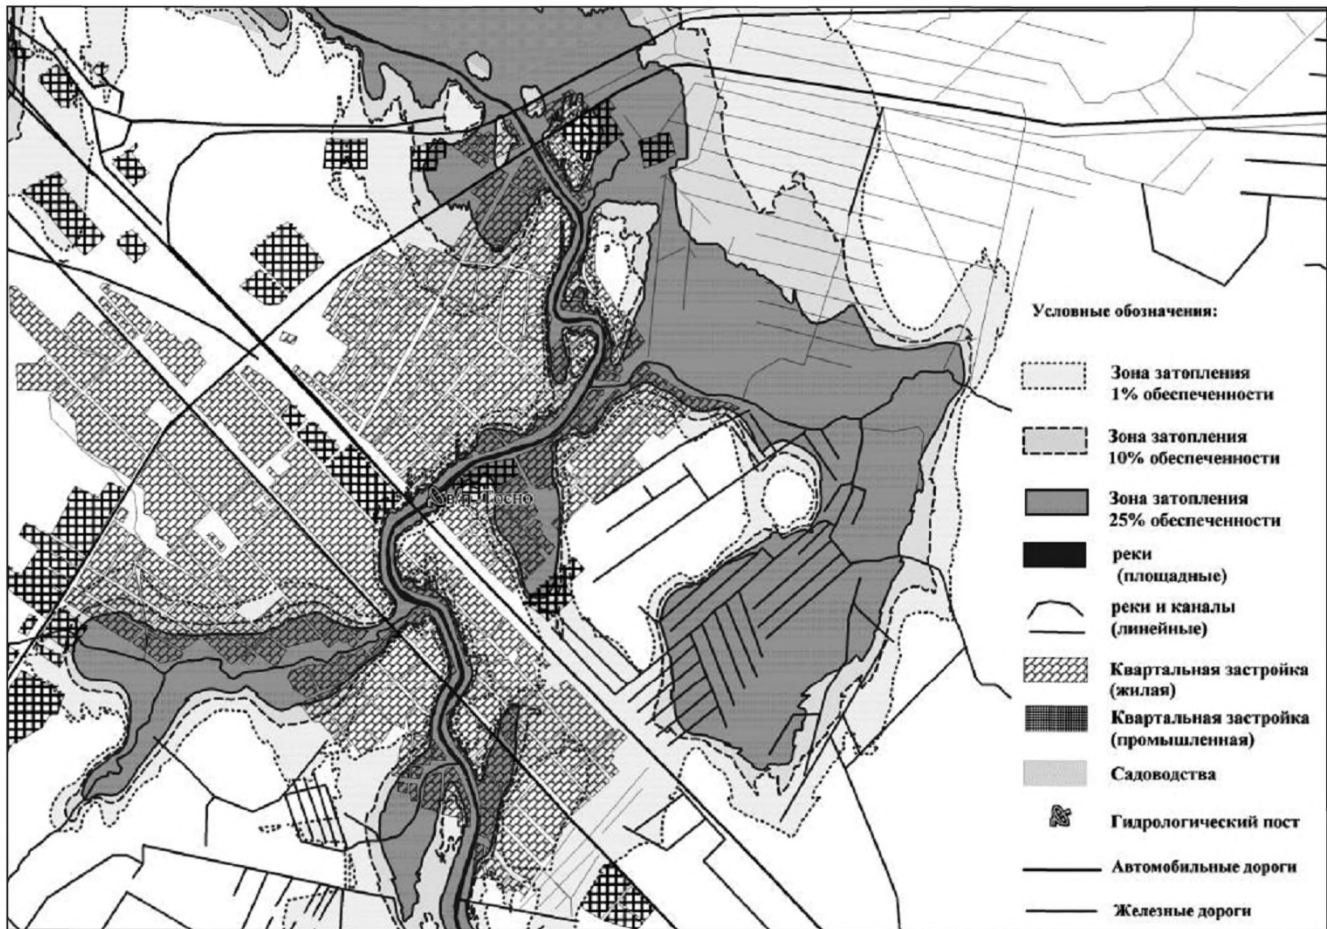 в.п. Тосно
Условные обозначения:
Зона затопления
1% обеспеченности
Зона затопления
10% обеспеченности
Зона затопления
25% обеспеченности
реки
(площадные)
реки и каналы
(линейные)
Квартальная застройка
(жилая)
Квартальная застройка
(промышленная)
Садоводства
Гидрологический пост
Автомобильные дороги
Железные дороги